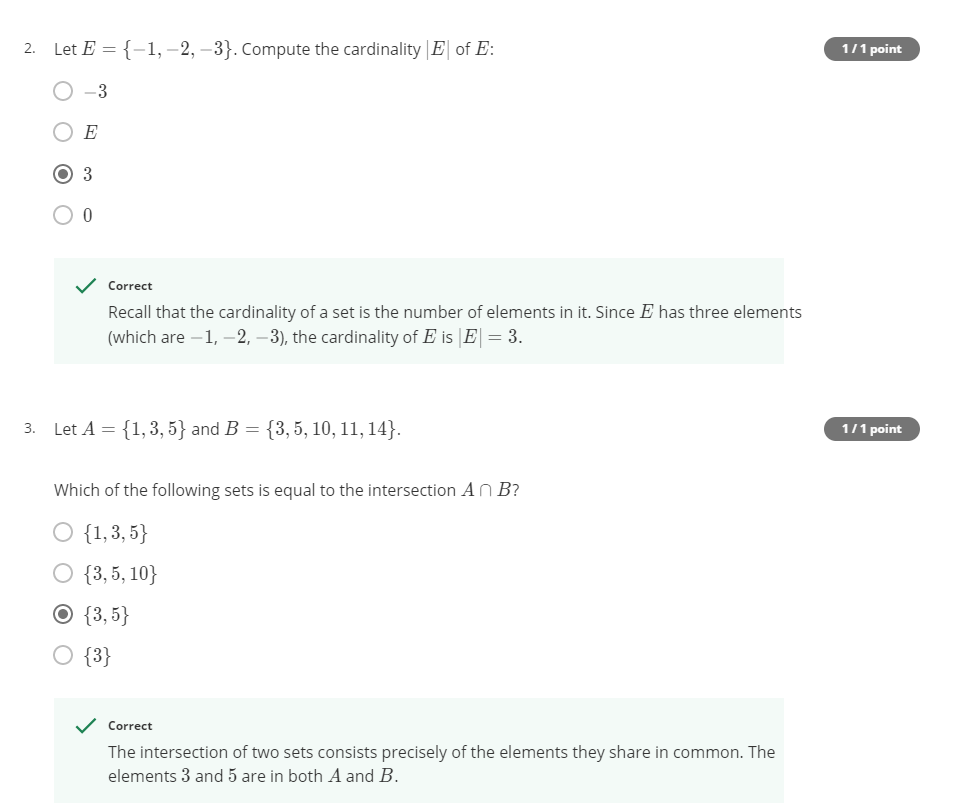 2. Let E = {−1, −2, −3}. Compute the cardinality |E| of E:
1 / 1 point
−3
E
3
0
Correct
Recall that the cardinality of a set is the number of elements in it. Since E has three elements
(which are −1, −2, −3), the cardinality of E is |E| = 3.
3. Let A = {1, 3, 5} and B = {3, 5, 10, 11, 14}.
1 / 1 point
Which of the following sets is equal to the intersection A ∩ B?
{1, 3, 5}
{3, 5, 10}
{3, 5}
{3}
Correct
The intersection of two sets consists precisely of the elements they share in common. The
elements 3 and 5 are in both A and B.